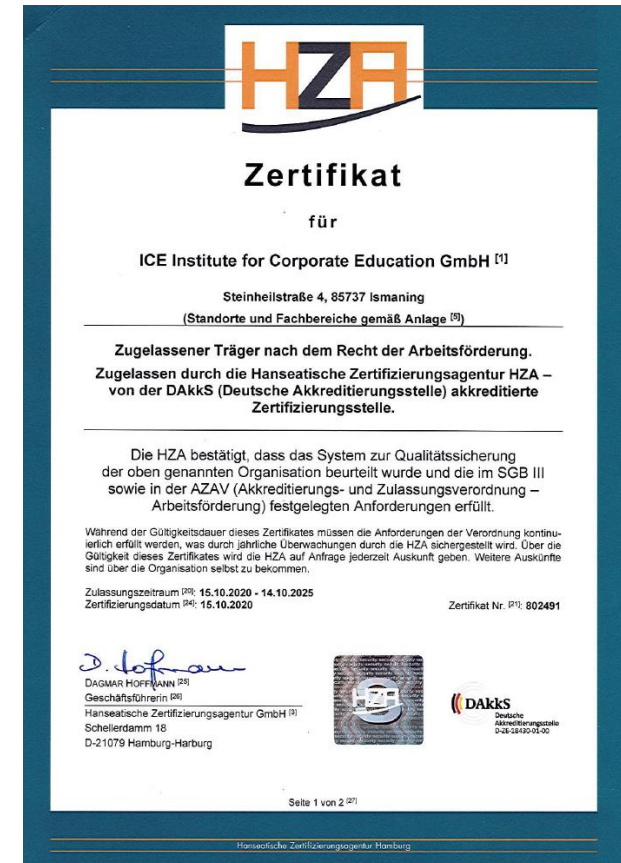 HZA
Zertifikat
für
ICE Institute for Corporate Education GmbH [1]
Steinheilstraße 4, 85737 Ismaning
(Standorte und Fachbereiche gemäß Anlage [5])
Zugelassener Träger nach dem Recht der Arbeitsförderung.
Zugelassen durch die Hanseatische Zertifizierungsagentur HZA –
von der DAkkS (Deutsche Akkreditierungsstelle) akkreditierte
Zertifizierungsstelle.
Die HZA bestätigt, dass das System zur Qualitätssicherung
der oben genannten Organisation beurteilt wurde und die im SGB III
sowie in der AZAV (Akkreditierungs- und Zulassungsverordnung –
Arbeitsförderung) festgelegten Anforderungen erfüllt.
Während der Gültigkeitsdauer dieses Zertifikates müssen die Anforderungen der Verordnung kontinu-
ierlich erfüllt werden, was durch jährliche Überwachungen durch die HZA sichergestellt wird. Über die
Gültigkeit dieses Zertifikates wird die HZA auf Anfrage jederzeit Auskunft geben. Weitere Auskünfte
sind über die Organisation selbst zu bekommen.
Zulassungszeitraum [20]: 15.10.2020 - 14.10.2025
Zertifizierungsdatum [24]: 15.10.2020
Zertifikat Nr. [21]: 802491
D. Hoffmann
DAGMAR HOFFMANN [25]
Geschäftsführerin [26]
Hanseatische Zertifizierungsagentur GmbH [3]
Schellerdamm 18
D-21079 Hamburg-Harburg
HZA
DAkkS
Deutsche
Akkreditierungsstelle
D-ZE-18430-01-00
Seite 1 von 2 [27]
Hanseatische Zertifizierungsagentur Hamburg